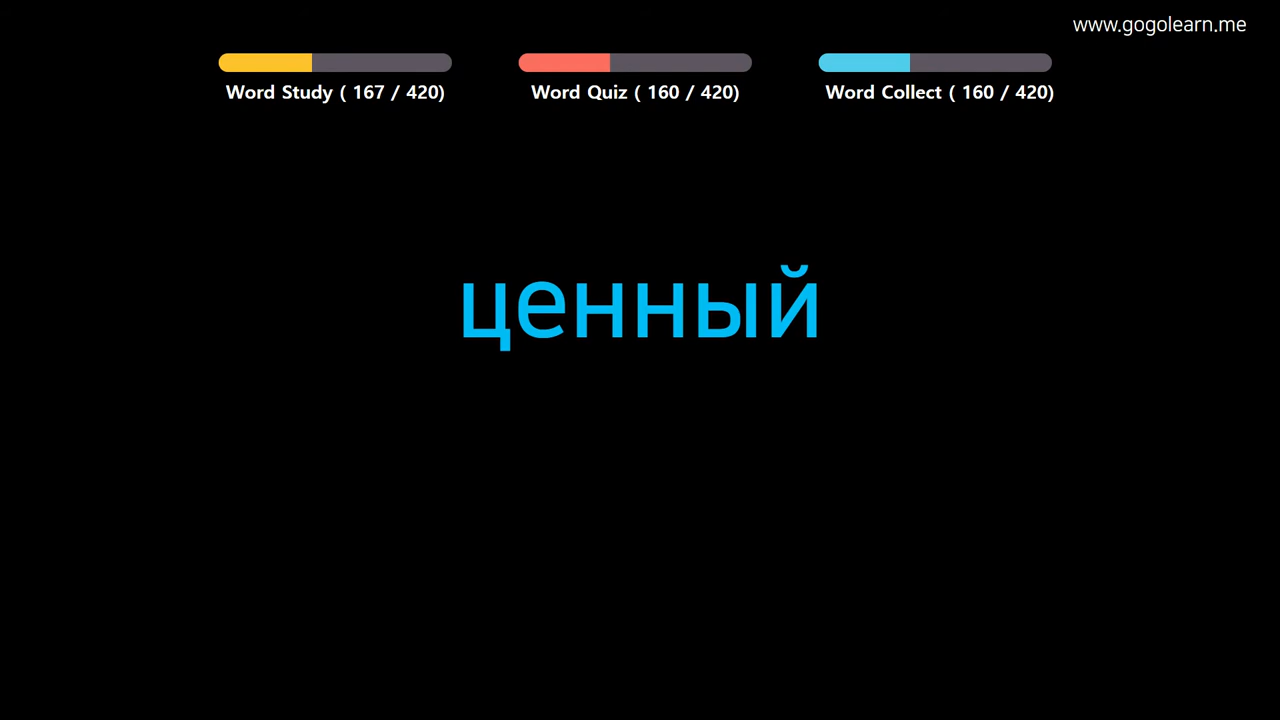 www.gogolearn.me
Word Study ( 167 / 420)
Word Quiz ( 160 / 420)
Word Collect ( 160 / 420)
ценный